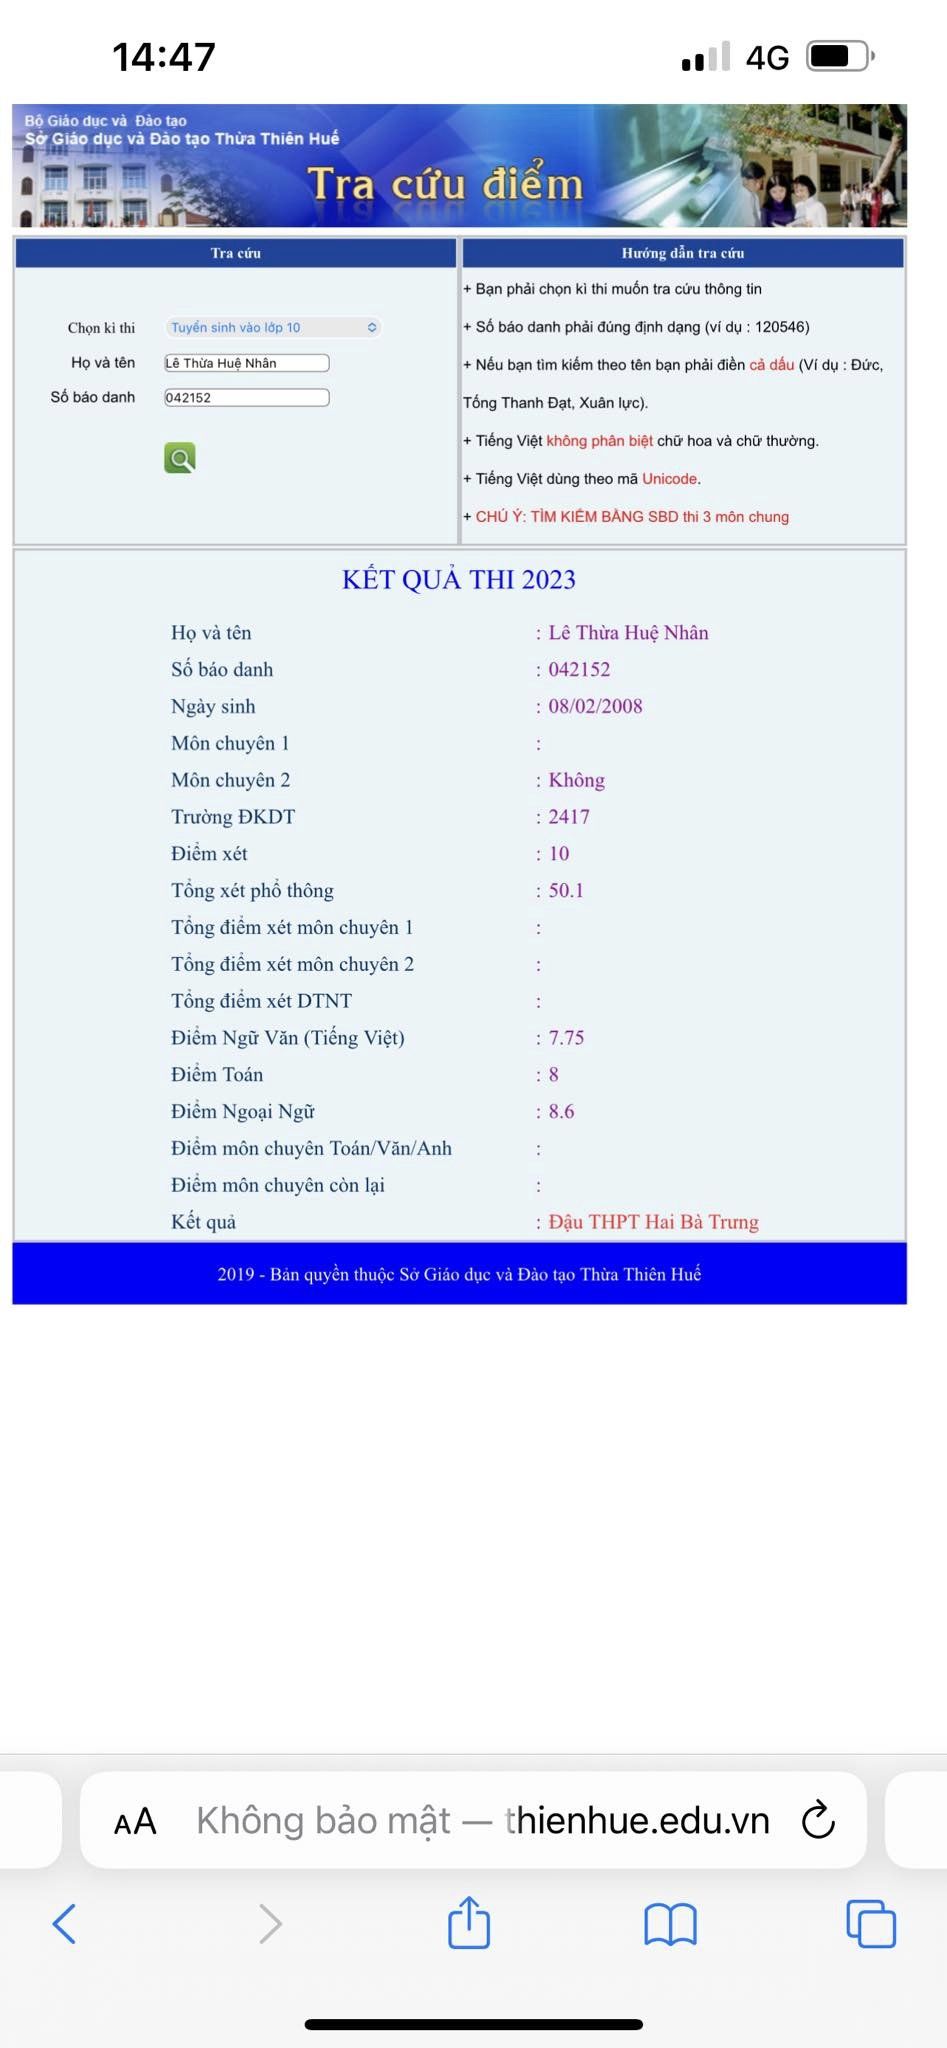 14:47
4G
Bộ Giáo dục và Đào tạo
Sở Giáo dục và Đào tạo Thừa Thiên Huế
Tra cứu điểm
Tra cứu
Chọn kì thi Tuyển sinh vào lớp 10
Họ và tên Lê Thừa Huệ Nhân
Số báo danh 042152
Hướng dẫn tra cứu
+ Bạn phải chọn kì thi muốn tra cứu thông tin
+ Số báo danh phải đúng định dạng (ví dụ : 120546)
+ Nếu bạn tìm kiếm theo tên bạn phải điền cả dấu (Ví dụ : Đức,
Tống Thanh Đạt, Xuân lực).
+ Tiếng Việt không phân biệt chữ hoa và chữ thường.
+ Tiếng Việt dùng theo mã Unicode.
+ CHÚ Ý: TÌM KIẾM BẰNG SBD thi 3 môn chung
KẾT QUẢ THI 2023
Họ và tên : Lê Thừa Huệ Nhân
Số báo danh : 042152
Ngày sinh : 08/02/2008
Môn chuyên 1 :
Môn chuyên 2 : Không
Trường ĐKDT : 2417
Điểm xét : 10
Tổng xét phổ thông : 50.1
Tổng điểm xét môn chuyên 1 :
Tổng điểm xét môn chuyên 2 :
Tổng điểm xét DTNT :
Điểm Ngữ Văn (Tiếng Việt) : 7.75
Điểm Toán : 8
Điểm Ngoại Ngữ : 8.6
Điểm môn chuyên Toán/Văn/Anh :
Điểm môn chuyên còn lại :
Kết quả : Đậu THPT Hai Bà Trưng
2019 - Bản quyền thuộc Sở Giáo dục và Đào tạo Thừa Thiên Huế
AA Không bảo mật — thienhue.edu.vn